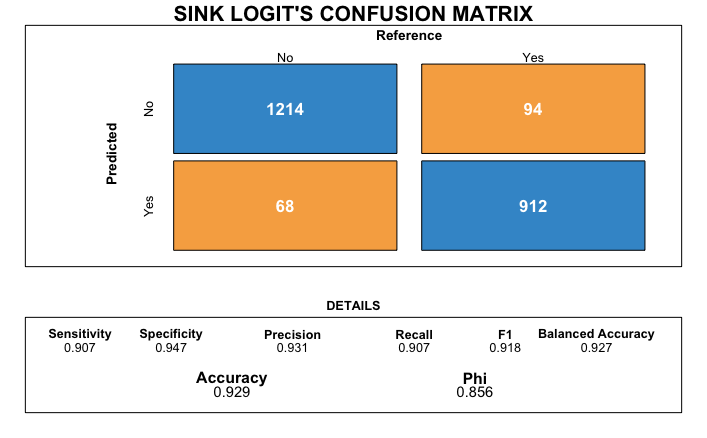 SINK LOGIT'S CONFUSION MATRIX
Reference
No Yes
Predicted
No 1214 94
Yes 68 912
DETAILS
Sensitivity Specificity Precision Recall F1 Balanced Accuracy
0.907 0.947 0.931 0.907 0.918 0.927
Accuracy Phi
0.929 0.856